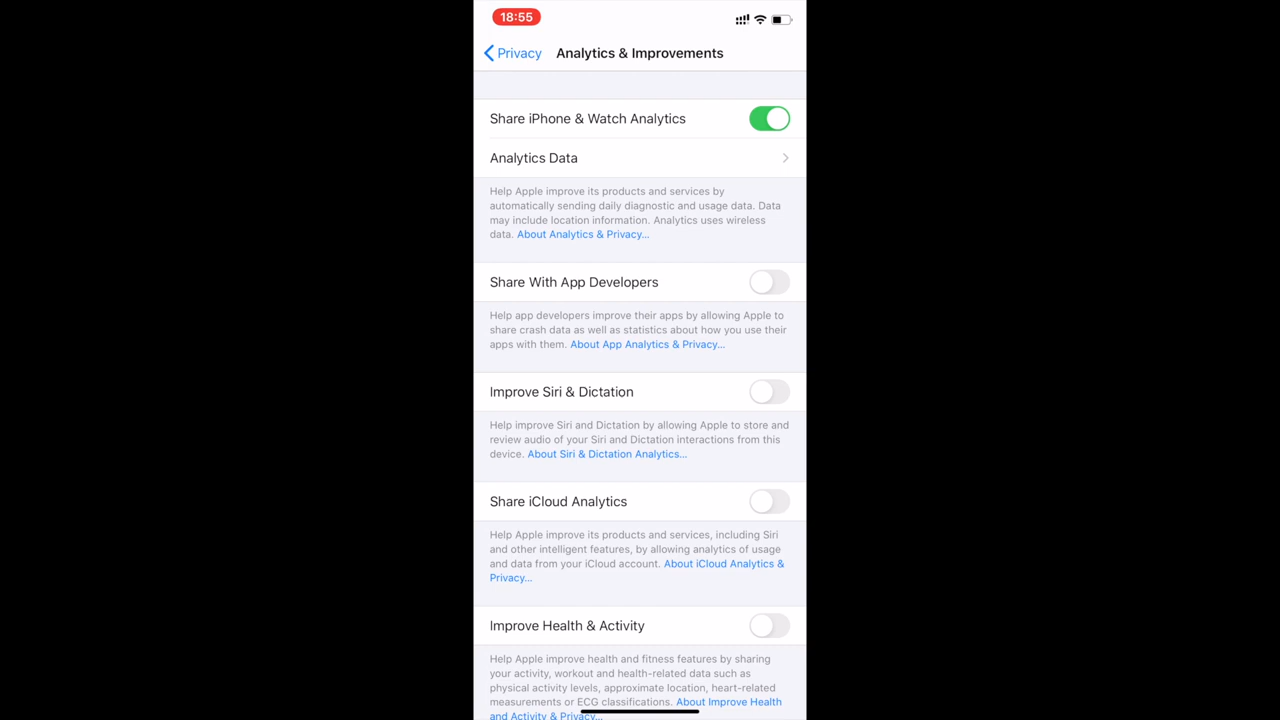 18:55
Privacy
Analytics & Improvements
Share iPhone & Watch Analytics
Analytics Data
Help Apple improve its products and services by
automatically sending daily diagnostic and usage data. Data
may include location information. Analytics uses wireless
data. About Analytics & Privacy...
Share With App Developers
Help app developers improve their apps by allowing Apple to
share crash data as well as statistics about how you use their
apps with them. About App Analytics & Privacy...
Improve Siri & Dictation
Help improve Siri and Dictation by allowing Apple to store and
review audio of your Siri and Dictation interactions from this
device. About Siri & Dictation Analytics...
Share iCloud Analytics
Help Apple improve its products and services, including Siri
and other intelligent features, by allowing analytics of usage
and data from your iCloud account. About iCloud Analytics &
Privacy...
Improve Health & Activity
Help Apple improve health and fitness features by sharing
your activity, workout and health-related data such as
physical activity levels, approximate location, heart-related
measurements or ECG classifications. About Improve Health
and Activity & Privacy...